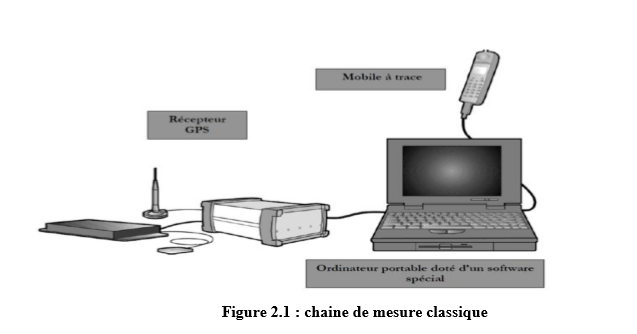 Mobile à trace
Récepteur
GPS
Ordinateur portable doté d'un software
spécial
Figure 2.1 : chaine de mesure classique